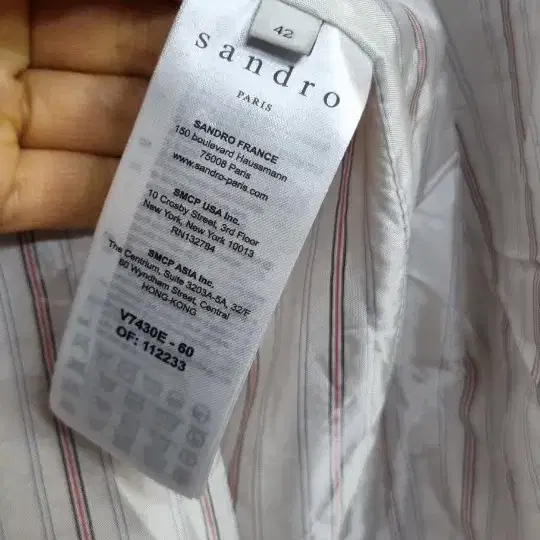 42
sandro
PARIS
SANDRO FRANCE
150 boulevard Haussmann
75008 Paris
www.sandro-paris.com
SMCP USA Inc.
10 Crosby Street, 3rd Floor
New York, New York 10013
RN132784
SMCP ASIA Inc.
The Centrium, Suite 3203A-5A, 32/F
60 Wyndham Street, Central
HONG-KONG
V7430E - 60
OF: 112233